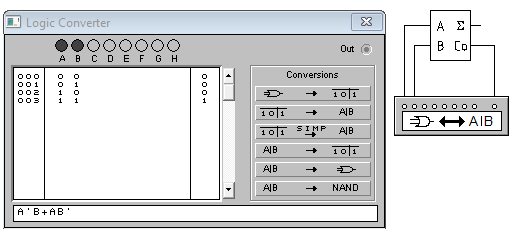 Logic Converter
Out
A B C D E F G H
000 0 0 0
001 0 1 0
002 1 0 0
003 1 1 1
Conversions
→ 1 0 1
1 0 1 → A|B
1 0 1 SIMP → A|B
A|B → 1 0 1
A|B →
A|B → NAND
A'B+AB'
A Σ
B Co
A|B